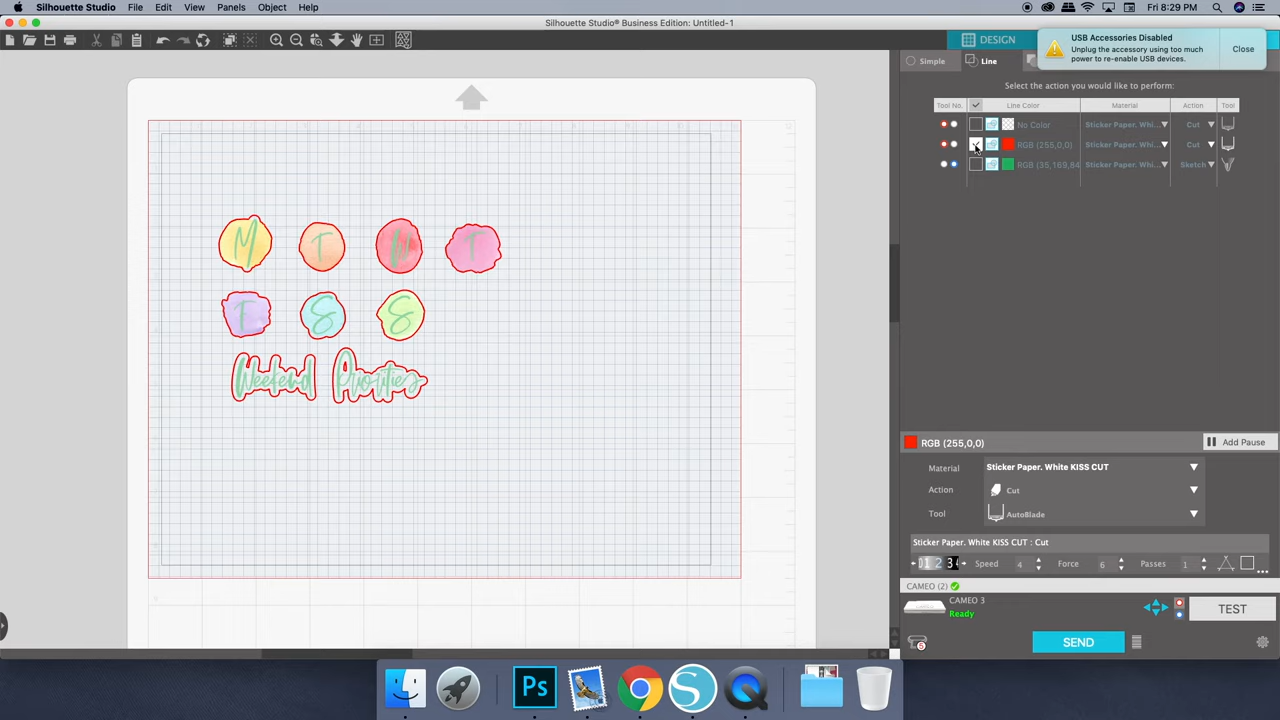 Silhouette Studio File Edit View Panels Object Help Fri 8:29 PM
Silhouette Studio® Business Edition: Untitled-1
DESIGN
USB Accessories Disabled
Unplug the accessory using too much
power to re-enable USB devices.
Close
Simple Line
Select the action you would like to perform:
Tool No. Line Color Material Action Tool
No Color Sticker Paper. Whi... Cut
RGB (255,0,0) Sticker Paper. Whi... Cut
RGB (35,169,84 Sticker Paper. Whi... Sketch
M T W T
F S S
Weekend Priorities
RGB (255,0,0) Add Pause
Material Sticker Paper. White KISS CUT
Action Cut
Tool AutoBlade
Sticker Paper. White KISS CUT : Cut
Speed 4 Force 6 Passes 1
CAMEO (2)
CAMEO 3
Ready
TEST
SEND
Ps
S